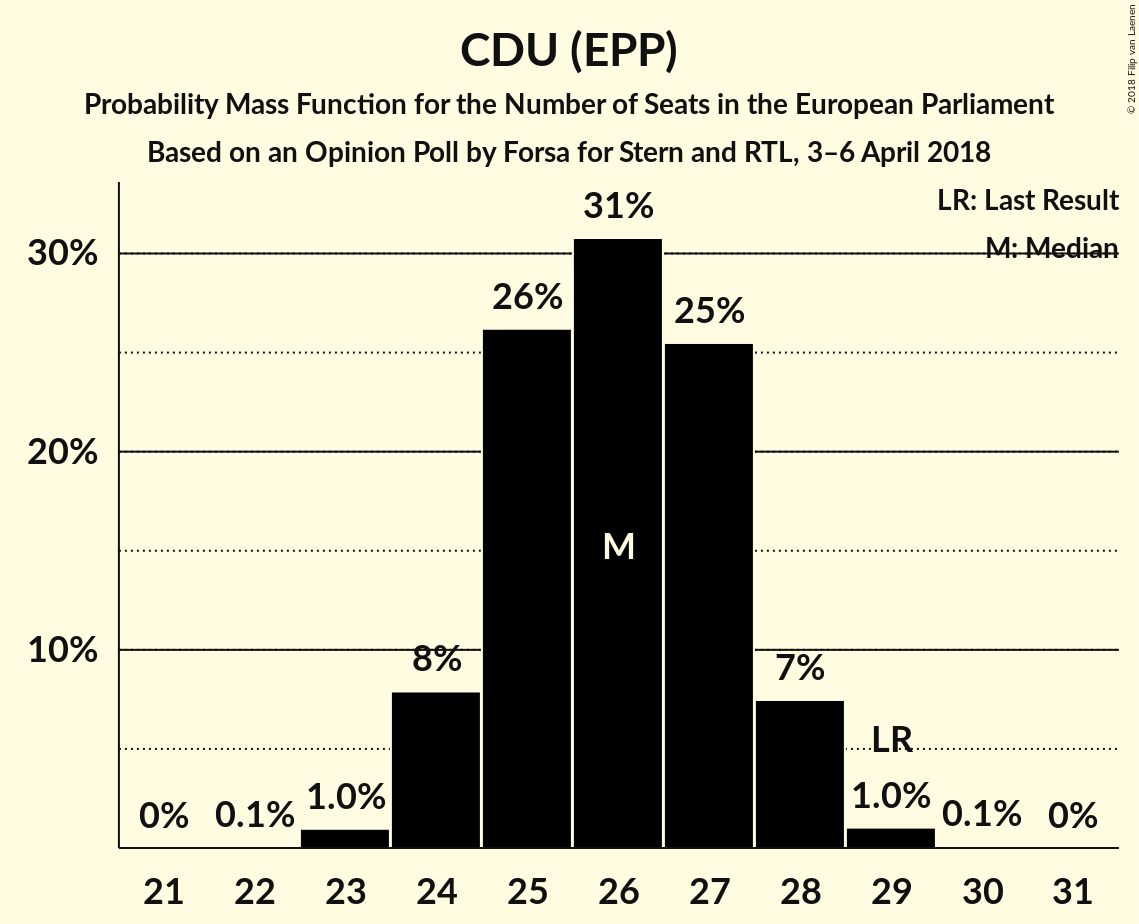 CDU (EPP)
Probability Mass Function for the Number of Seats in the European Parliament
Based on an Opinion Poll by Forsa for Stern and RTL, 3–6 April 2018
© 2018 Filip van Laenen
LR: Last Result
M: Median
31%
30%
26%
25%
20%
M
10%
8%
7%
LR
0%
0.1%
1.0%
1.0%
0.1%
0%
21 22 23 24 25 26 27 28 29 30 31